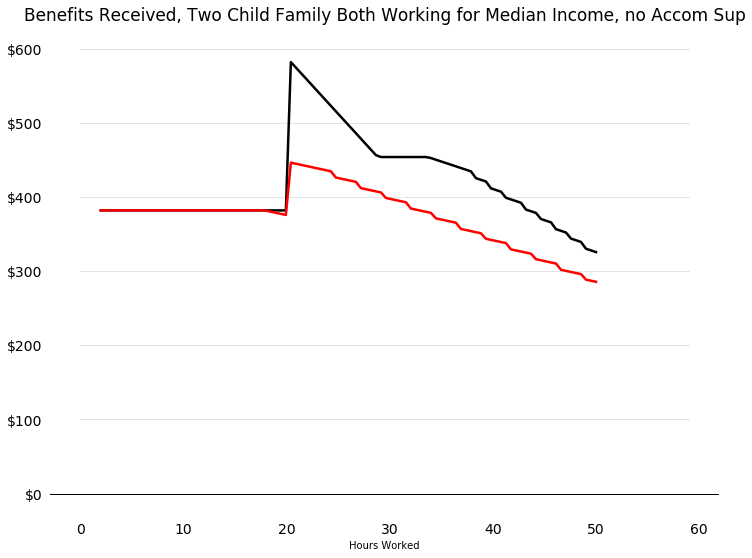 Benefits Received, Two Child Family Both Working for Median Income, no Accom Sup
$600
$500
$400
$300
$200
$100
$0
0 10 20 30 40 50 60
Hours Worked